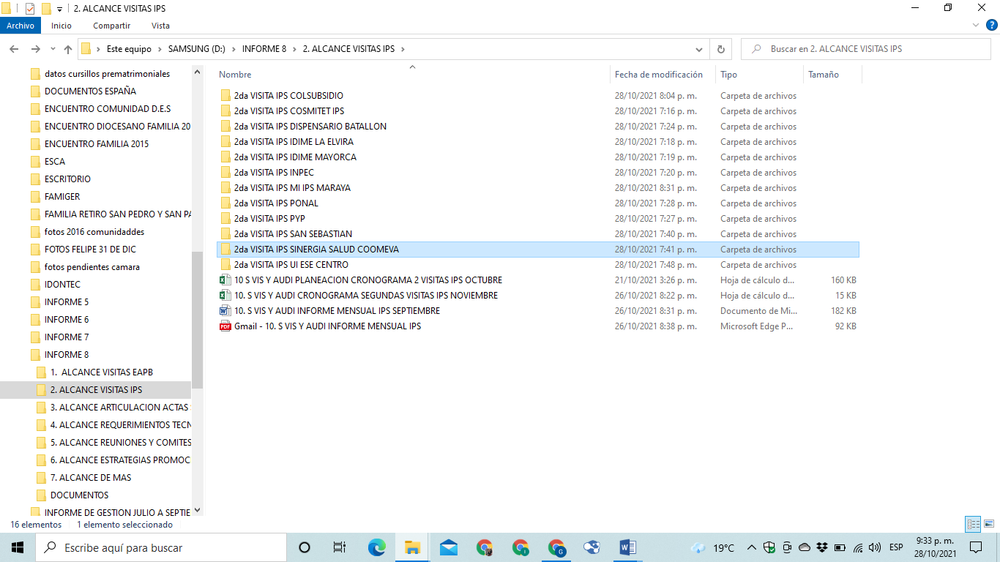 2. ALCANCE VISITAS IPS
Archivo Inicio Compartir Vista
Este equipo SAMSUNG (D:) INFORME 8 2. ALCANCE VISITAS IPS
Buscar en 2. ALCANCE VISITAS IPS
datos cursillos prematrimoniales
DOCUMENTOS ESPAÑA
ENCUENTRO COMUNIDAD D.E.S
ENCUENTRO DIOCESANO FAMILIA 20
ENCUENTRO FAMILIA 2015
ESCA
ESCRITORIO
FAMIGER
FAMILIA RETIRO SAN PEDRO Y SAN PA
fotos 2016 comunidaddes
FOTOS FELIPE 31 DE DIC
fotos pendientes camara
IDONTEC
INFORME 5
INFORME 6
INFORME 7
INFORME 8
1. ALCANCE VISITAS EAPB
2. ALCANCE VISITAS IPS
3. ALCANCE ARTICULACION ACTAS
4. ALCANCE REQUERIMIENTOS TECN
5. ALCANCE REUNIONES Y COMITES
6. ALCANCE ESTRATEGIAS PROMOC
7. ALCANCE DE MAS
DOCUMENTOS
INFORME DE GESTION JULIO A SEPTIE
Nombre Fecha de modificación Tipo Tamaño
2da VISITA IPS COLSUBSIDIO 28/10/2021 8:04 p. m. Carpeta de archivos
2da VISITA IPS COSMITET IPS 28/10/2021 7:16 p. m. Carpeta de archivos
2da VISITA IPS DISPENSARIO BATALLON 28/10/2021 7:24 p. m. Carpeta de archivos
2da VISITA IPS IDIME LA ELVIRA 28/10/2021 7:18 p. m. Carpeta de archivos
2da VISITA IPS IDIME MAYORCA 28/10/2021 7:19 p. m. Carpeta de archivos
2da VISITA IPS INPEC 28/10/2021 7:20 p. m. Carpeta de archivos
2da VISITA IPS MI IPS MARAYA 28/10/2021 8:31 p. m. Carpeta de archivos
2da VISITA IPS PONAL 28/10/2021 7:28 p. m. Carpeta de archivos
2da VISITA IPS PYP 28/10/2021 7:27 p. m. Carpeta de archivos
2da VISITA IPS SAN SEBASTIAN 28/10/2021 7:40 p. m. Carpeta de archivos
2da VISITA IPS SINERGIA SALUD COOMEVA 28/10/2021 7:41 p. m. Carpeta de archivos
2da VISITA IPS UI ESE CENTRO 28/10/2021 7:48 p. m. Carpeta de archivos
10 S VIS Y AUDI PLANEACION CRONOGRAMA 2 VISITAS IPS OCTUBRE 21/10/2021 3:26 p. m. Hoja de cálculo d... 160 KB
10. S VIS Y AUDI CRONOGRAMA SEGUNDAS VISITAS IPS NOVIEMBRE 26/10/2021 8:22 p. m. Hoja de cálculo d... 15 KB
10. S VIS Y AUDI INFORME MENSUAL IPS SEPTIEMBRE 26/10/2021 8:31 p. m. Documento de Mi... 182 KB
Gmail - 10. S VIS Y AUDI INFORME MENSUAL IPS 26/10/2021 8:38 p. m. Microsoft Edge P... 92 KB
16 elementos 1 elemento seleccionado
Escribe aquí para buscar
19°C
ESP
9:33 p. m.
28/10/2021